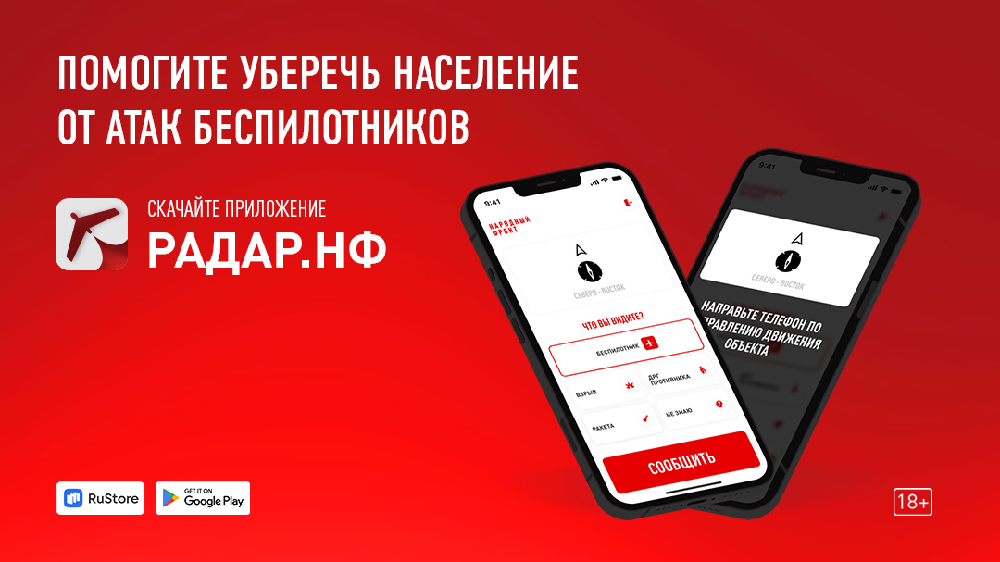 ПОМОГИТЕ УБЕРЕЧЬ НАСЕЛЕНИЕ
ОТ АТАК БЕСПИЛОТНИКОВ
СКАЧАЙТЕ ПРИЛОЖЕНИЕ
РАДАР.НФ
9:41
НАРОДНЫЙ
ФРОНТ
СЕВЕРО - ВОСТОК
ЧТО ВЫ ВИДИТЕ?
БЕСПИЛОТНИК
ВЗРЫВ
ДРГ
ПРОТИВНИКА
РАКЕТА
НЕ ЗНАЮ
СООБЩИТЬ
9:41
СЕВЕРО - ВОСТОК
НАПРАВЬТЕ ТЕЛЕФОН ПО
ПРАВЛЕНИЮ ДВИЖЕНИЯ
ОБЪЕКТА
RuStore
GET IT ON
Google Play
18+